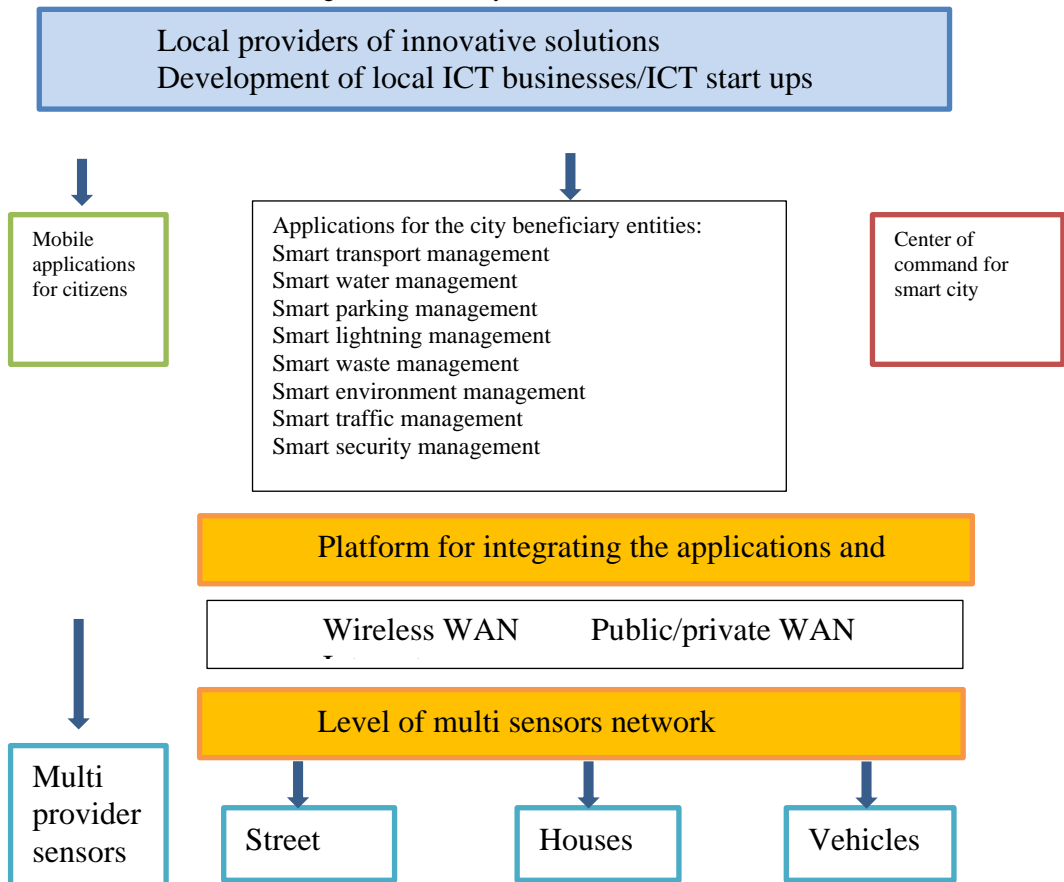 Local providers of innovative solutions
Development of local ICT businesses/ICT start ups
Mobile
applications
for citizens
Applications for the city beneficiary entities:
Smart transport management
Smart water management
Smart parking management
Smart lightning management
Smart waste management
Smart environment management
Smart traffic management
Smart security management
Center of
command for
smart city
Platform for integrating the applications and
Wireless WAN Public/private WAN
Level of multi sensors network
Multi
provider
sensors
Street
Houses
Vehicles